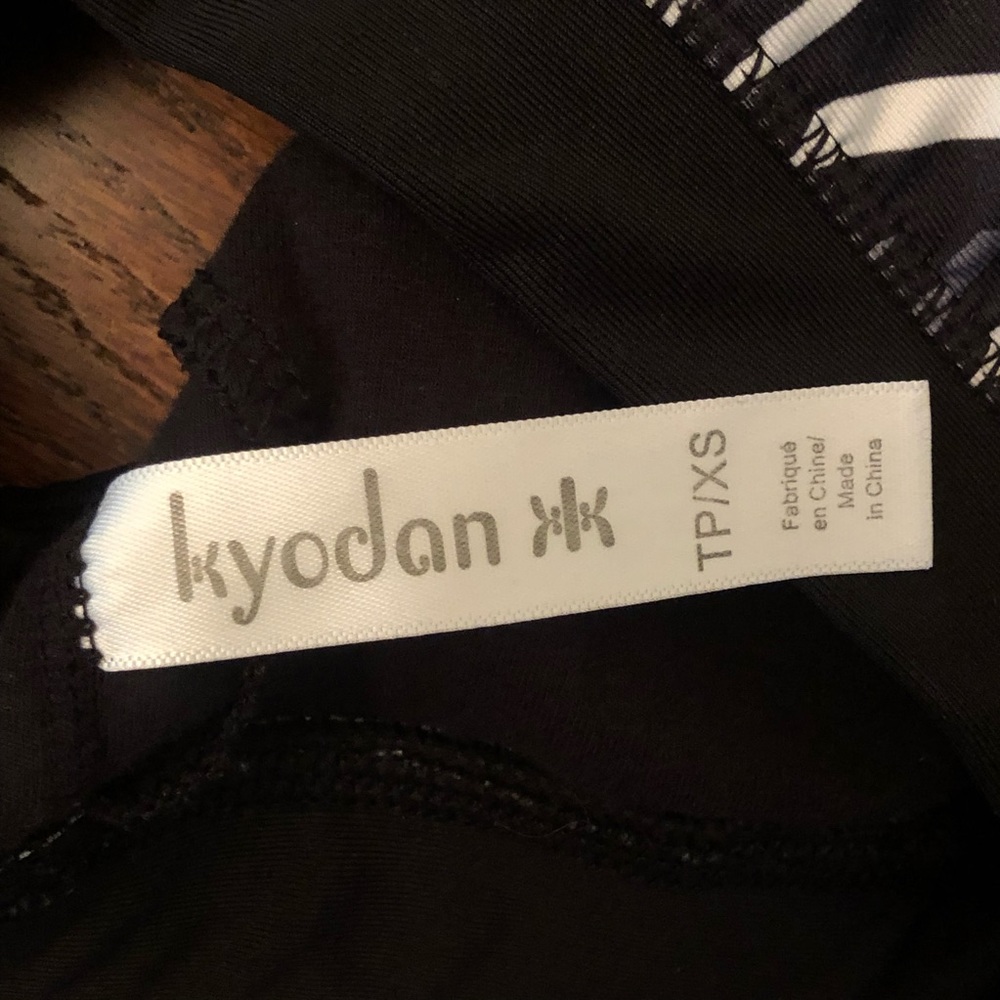 kyodan
TP/XS
Fabriqué
en Chine/
Made
in China